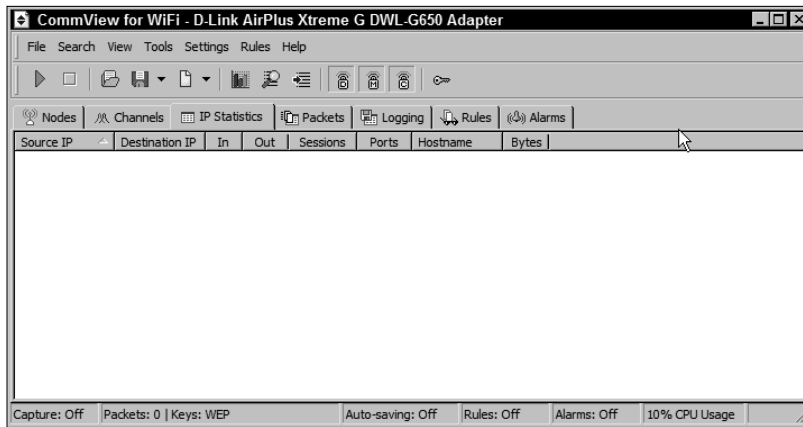 CommView for WiFi - D-Link AirPlus Xtreme G DWL-G650 Adapter
File Search View Tools Settings Rules Help
D M C
Nodes Channels IP Statistics Packets Logging Rules Alarms
Source IP Destination IP In Out Sessions Ports Hostname Bytes
Capture: Off Packets: 0 | Keys: WEP Auto-saving: Off Rules: Off Alarms: Off 10% CPU Usage